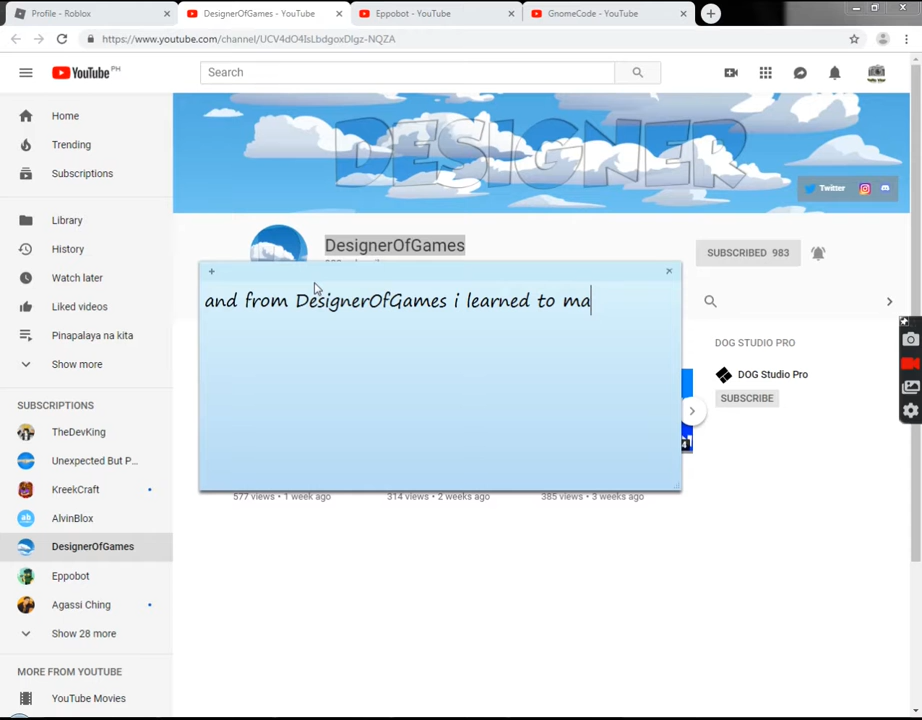 Profile - Roblox
DesignerOfGames - YouTube
Eppobot - YouTube
GnomeCode - YouTube
https://www.youtube.com/channel/UCV4dO4IsLbdgoxDIgz-NQZA
YouTube PH
Search
Home
Trending
Subscriptions
Library
History
Watch later
Liked videos
Pinapalaya na kita
Show more
SUBSCRIPTIONS
TheDevKing
Unexpected But P...
KreekCraft
AlvinBlox
DesignerOfGames
Eppobot
Agassi Ching
Show 28 more
MORE FROM YOUTUBE
YouTube Movies
DESIGNER
Twitter
DesignerOfGames
SUBSCRIBED 983
and from DesignerOfGames i learned to ma
DOG STUDIO PRO
DOG Studio Pro
SUBSCRIBE
577 views • 1 week ago
314 views • 2 weeks ago
385 views • 3 weeks ago